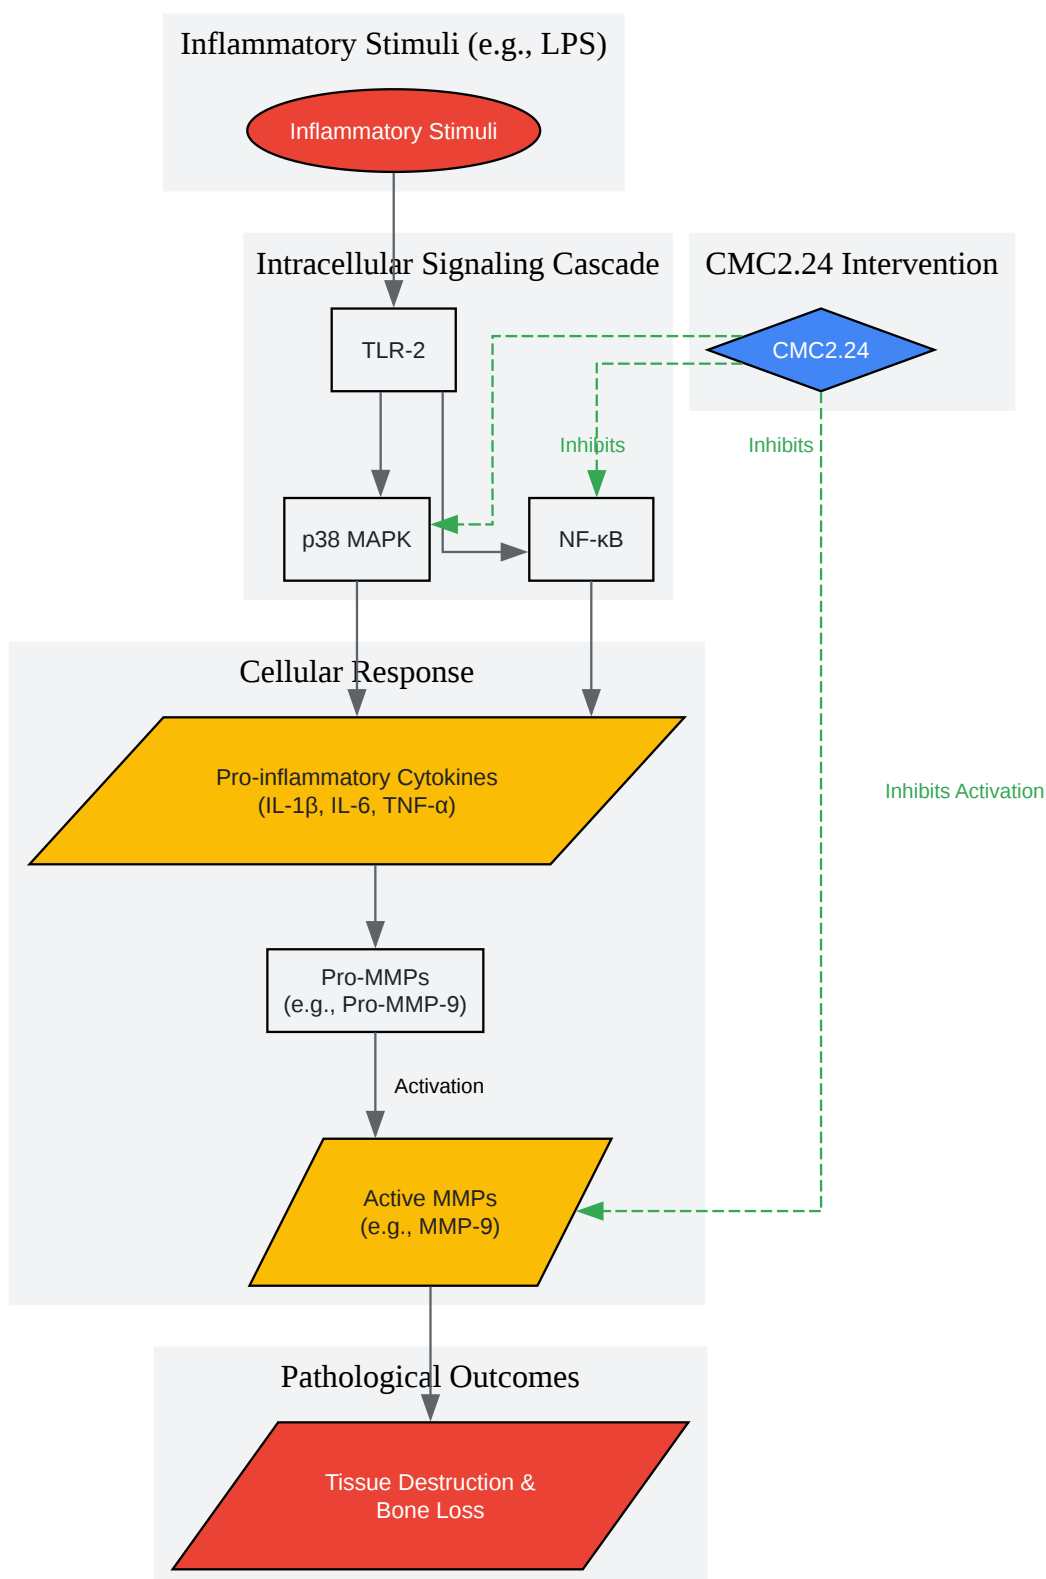 Inflammatory Stimuli (e.g., LPS)
Inflammatory Stimuli
Intracellular Signaling Cascade
CMC2.24 Intervention
TLR-2
CMC2.24
Inhibits
Inhibits
p38 MAPK
NF-κB
Cellular Response
Pro-inflammatory Cytokines
(IL-1β, IL-6, TNF-α)
Inhibits Activation
Pro-MMPs
(e.g., Pro-MMP-9)
Activation
Active MMPs
(e.g., MMP-9)
Pathological Outcomes
Tissue Destruction &
Bone Loss